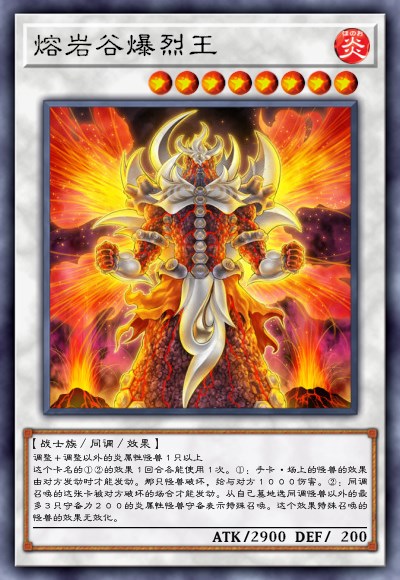 熔岩谷爆烈王
ほのお
炎
【战士族／同调／效果】
调整＋调整以外的炎属性怪兽1只以上
这个卡名的①②的效果1回合各能使用1次。①：手卡·场上的怪兽的效果
由对方发动时才能发动。那只怪兽破坏，给与对方1000伤害。②：同调
召唤的这张卡被对方破坏的场合才能发动。从自己墓地选同调怪兽以外的最
多3只守备力200的炎属性怪兽守备表示特殊召唤。这个效果特殊召唤的
怪兽的效果无效化。
ATK/2900 DEF/ 200